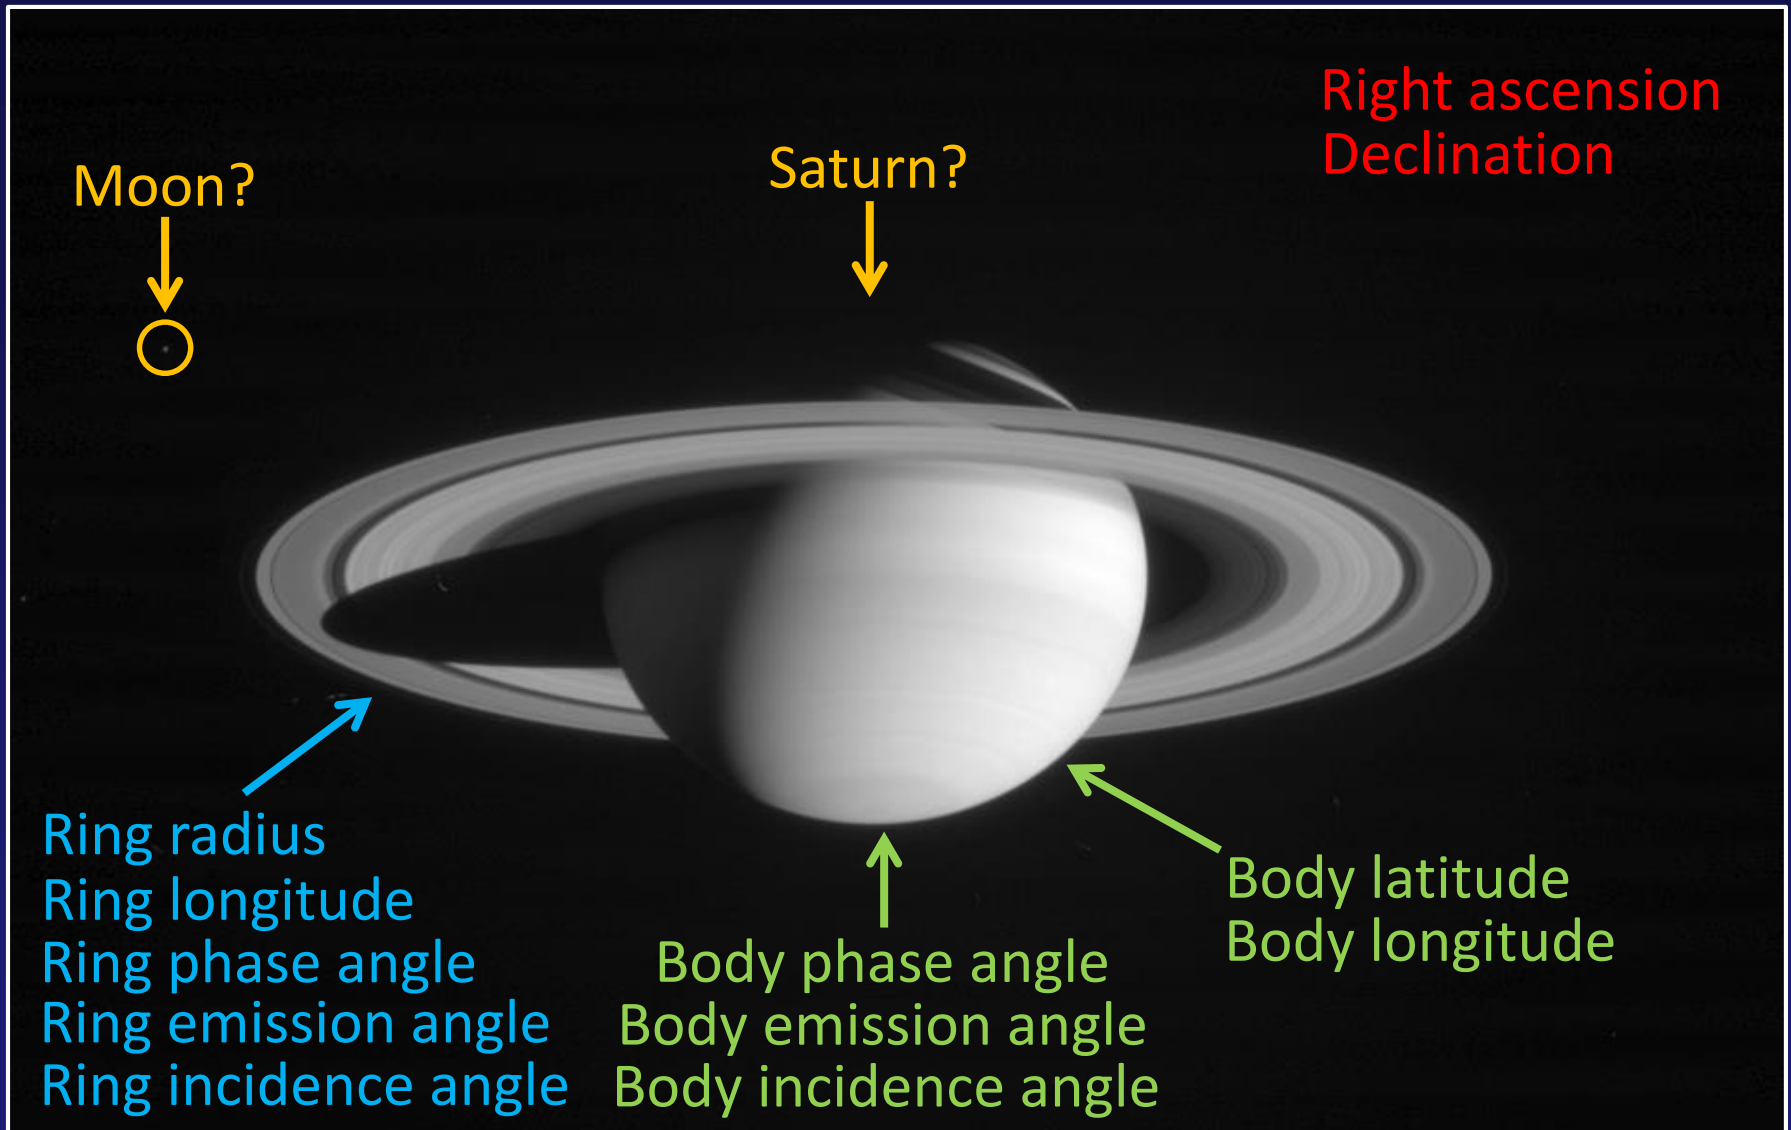 Right ascension
Declination
Moon?
Saturn?
Ring radius
Ring longitude
Ring phase angle
Ring emission angle
Ring incidence angle
Body phase angle
Body emission angle
Body incidence angle
Body latitude
Body longitude